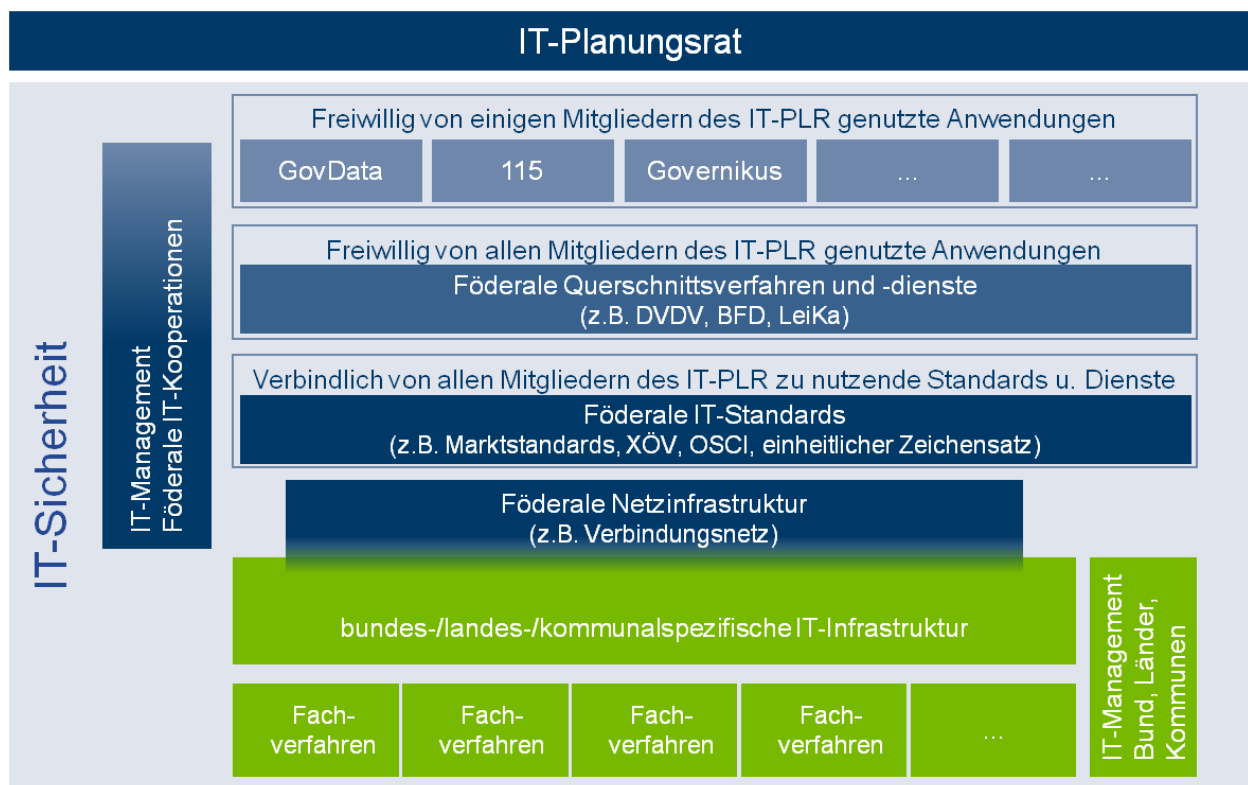 IT-Planungsrat
IT-Sicherheit
IT-Management
Föderale IT-Kooperationen
Freiwillig von einigen Mitgliedern des IT-PLR genutzte Anwendungen
GovData
115
Governikus
...
...
Freiwillig von allen Mitgliedern des IT-PLR genutzte Anwendungen
Föderale Querschnittsverfahren und -dienste
(z.B. DVDV, BFD, LeiKa)
Verbindlich von allen Mitgliedern des IT-PLR zu nutzende Standards u. Dienste
Föderale IT-Standards
(z.B. Marktstandards, XÖV, OSCI, einheitlicher Zeichensatz)
Föderale Netzinfrastruktur
(z.B. Verbindungsnetz)
bundes-/landes-/kommunalspezifische IT-Infrastruktur
Fach-
verfahren
Fach-
verfahren
Fach-
verfahren
Fach-
verfahren
...
IT-Management
Bund, Länder,
Kommunen